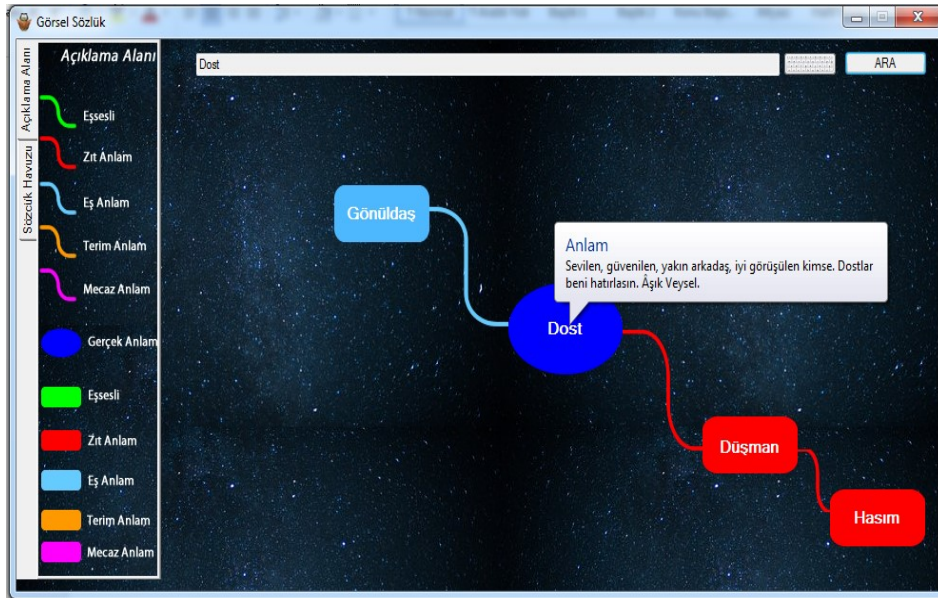 Görsel Sözlük
Açıklama Alanı
Sözcük Havuzu
Açıklama Alanı
Eşsesli
Zıt Anlam
Eş Anlam
Terim Anlam
Mecaz Anlam
Gerçek Anlam
Eşsesli
Zıt Anlam
Eş Anlam
Terim Anlam
Mecaz Anlam
Dost
ARA
Gönüldaş
Anlam
Sevilen, güvenilen, yakın arkadaş, iyi görüşülen kimse. Dostlar
beni hatırlasın. Âşık Veysel.
Dost
Düşman
Hasım